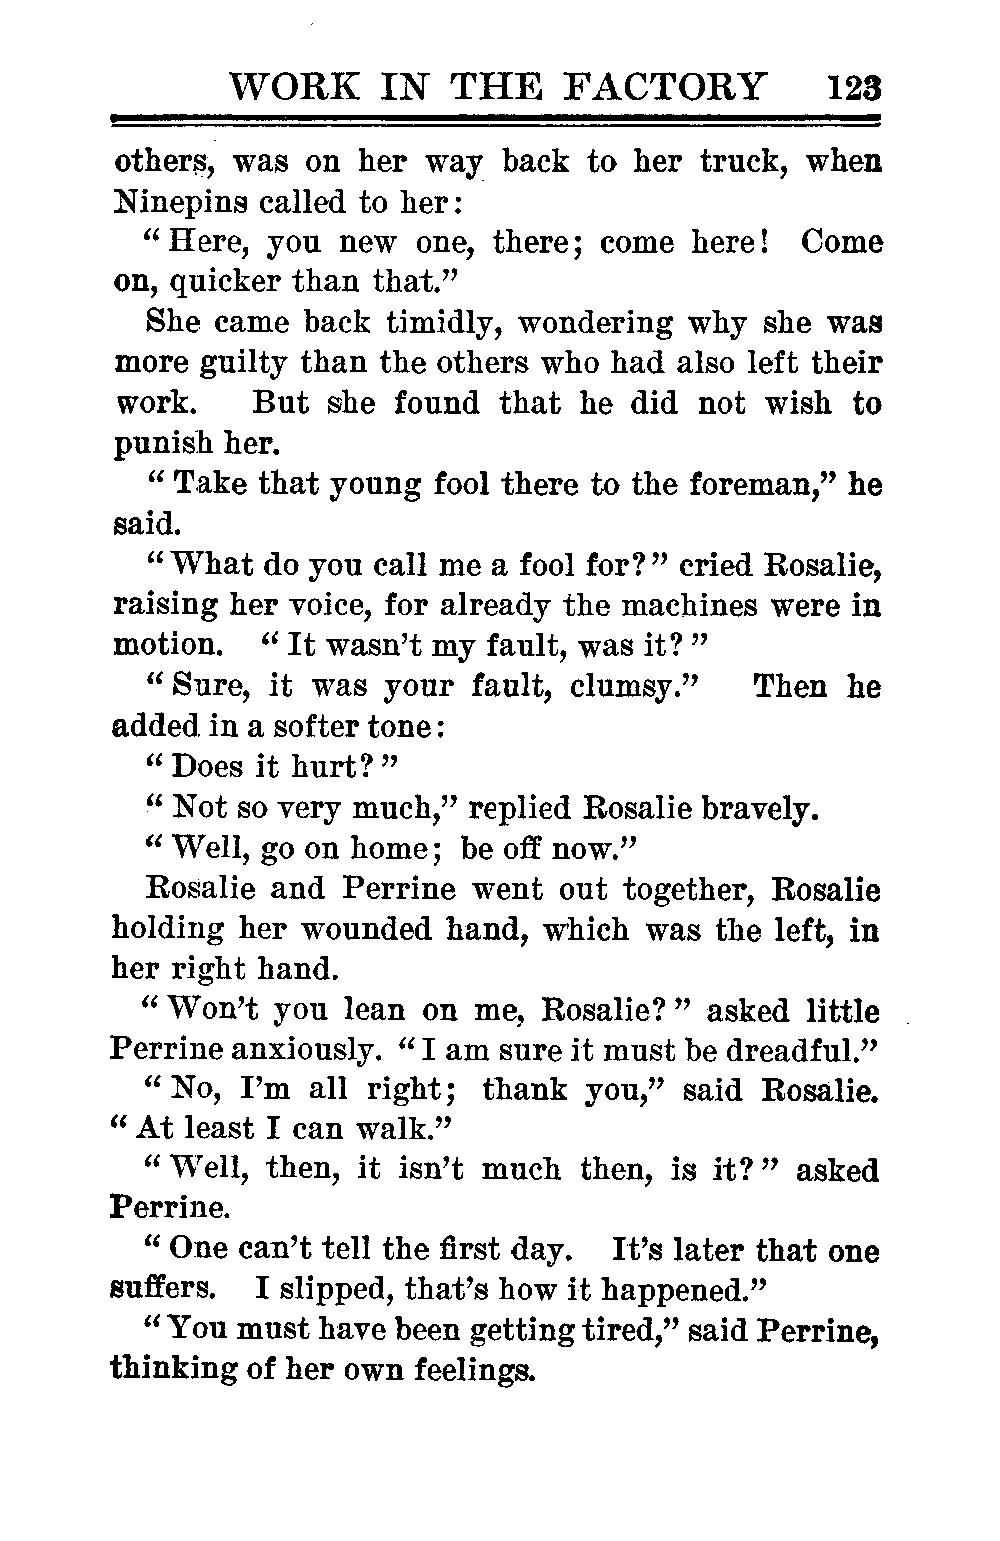 WORK IN THE FACTORY 123
others, was on her way back to her truck, when
Ninepins called to her:
"Here, you new one, there; come here! Come
on, quicker than that."
She came back timidly, wondering why she was
more guilty than the others who had also left their
work. But she found that he did not wish to
punish her.
"Take that young fool there to the foreman," he
said.
"What do you call me a fool for?" cried Rosalie,
raising her voice, for already the machines were in
motion. "It wasn't my fault, was it?"
"Sure, it was your fault, clumsy." Then he
added in a softer tone:
"Does it hurt?"
"Not so very much," replied Rosalie bravely.
"Well, go on home; be off now."
Rosalie and Perrine went out together, Rosalie
holding her wounded hand, which was the left, in
her right hand.
"Won't you lean on me, Rosalie?" asked little
Perrine anxiously. "I am sure it must be dreadful."
"No, I'm all right; thank you," said Rosalie.
"At least I can walk."
"Well, then, it isn't much then, is it?" asked
Perrine.
"One can't tell the first day. It's later that one
suffers. I slipped, that's how it happened."
"You must have been getting tired," said Perrine,
thinking of her own feelings.